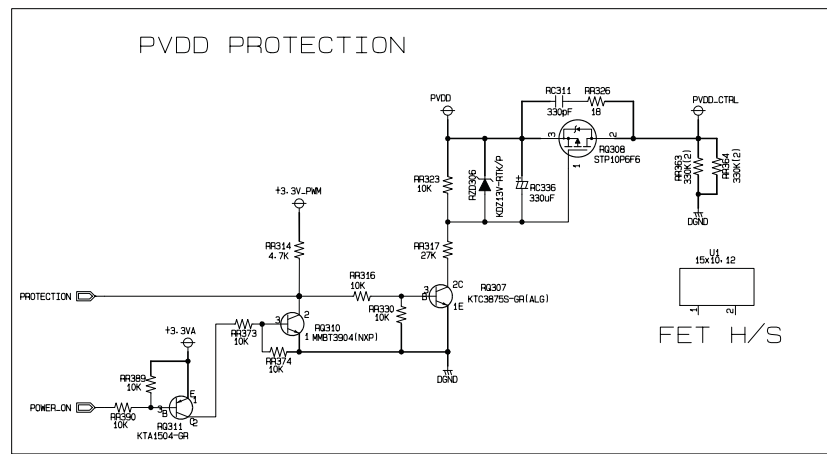 PVDD PROTECTION
RC311
330pF
RR326
18
PVDD
PVDD_CTRL
3
2
1
RQ308
STP10P6F6
RR323
10K
RZD306
KDZ13V-RTK/P
+
RC336
330uF
RR363
330K(2)
RR364
330K(2)
DGND
+3.3V_PWM
RR314
4.7K
RR317
27K
U1
15x10.12
1
2
FET H/S
RR316
10K
RQ307
KTC3875S-GR(ALG)
2C
3
B
1E
PROTECTION
RR330
10K
+3.3VA
RR373
10K
3
2
1
RQ310
MMBT3904(NXP)
RR374
10K
DGND
RR389
10K
E
1
3
B
C
2
POWER_ON
RR390
10K
RQ311
KTA1504-GR